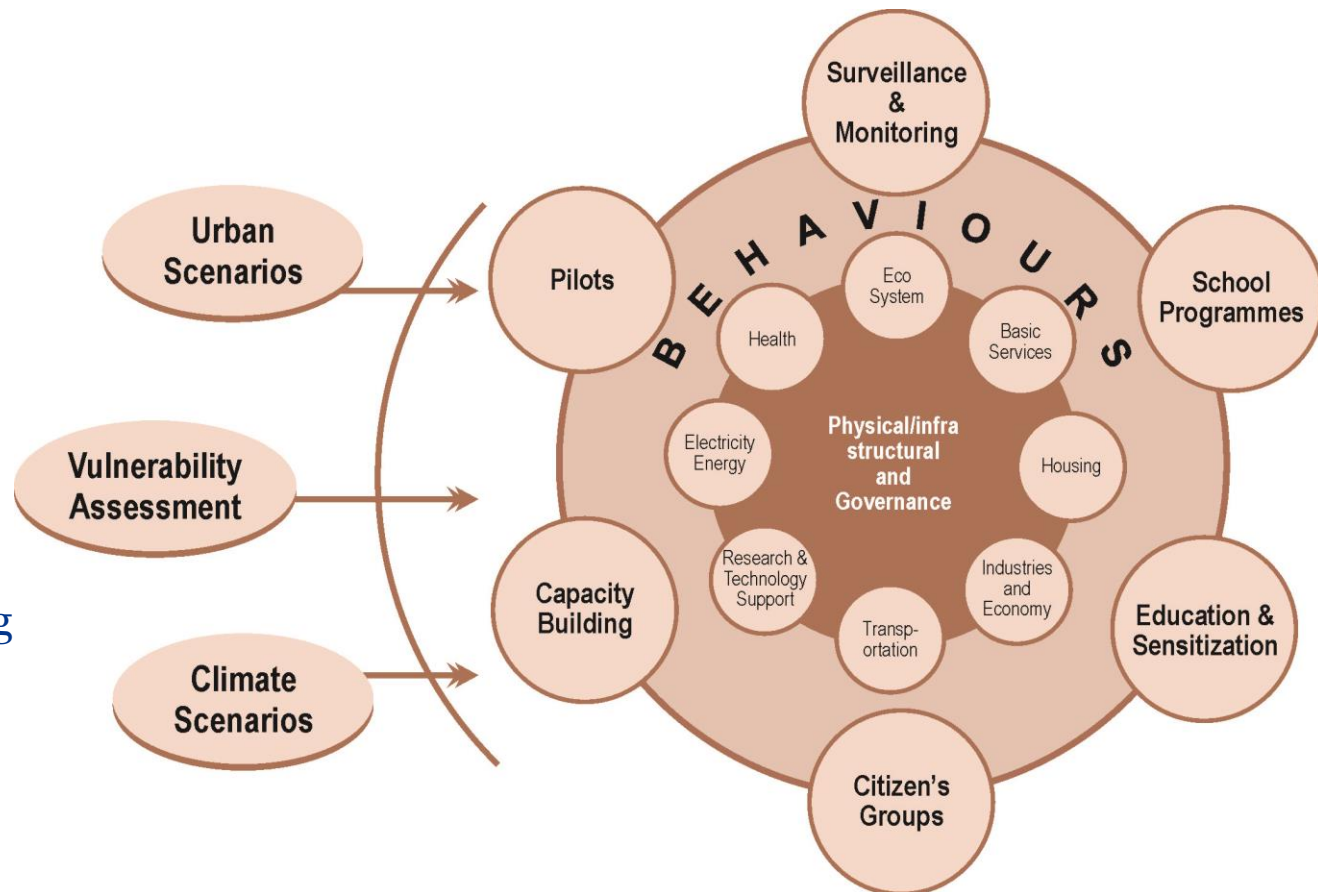 Urban
Scenarios
Vulnerability
Assessment
g
Climate
Scenarios
Surveillance
&
Monitoring
Pilots
School
Programmes
Capacity
Building
Education &
Sensitization
Citizen's
Groups
BEHAVIOURS
Eco
System
Health
Basic
Services
Electricity
Energy
Physical/infra
structural
and
Governance
Housing
Research &
Technology
Support
Industries
and
Economy
Transp-
ortation